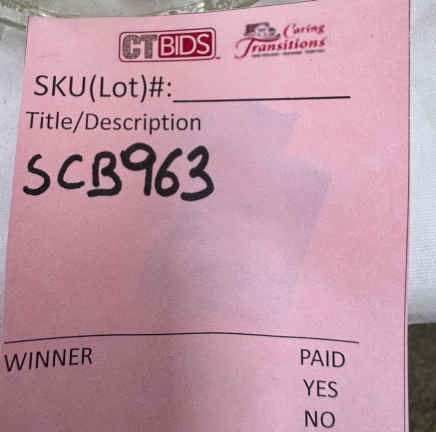 CTBIDS Caring
Transitions
SKU(Lot)#:
Title/Description
SCB963
WINNER PAID
YES
NO